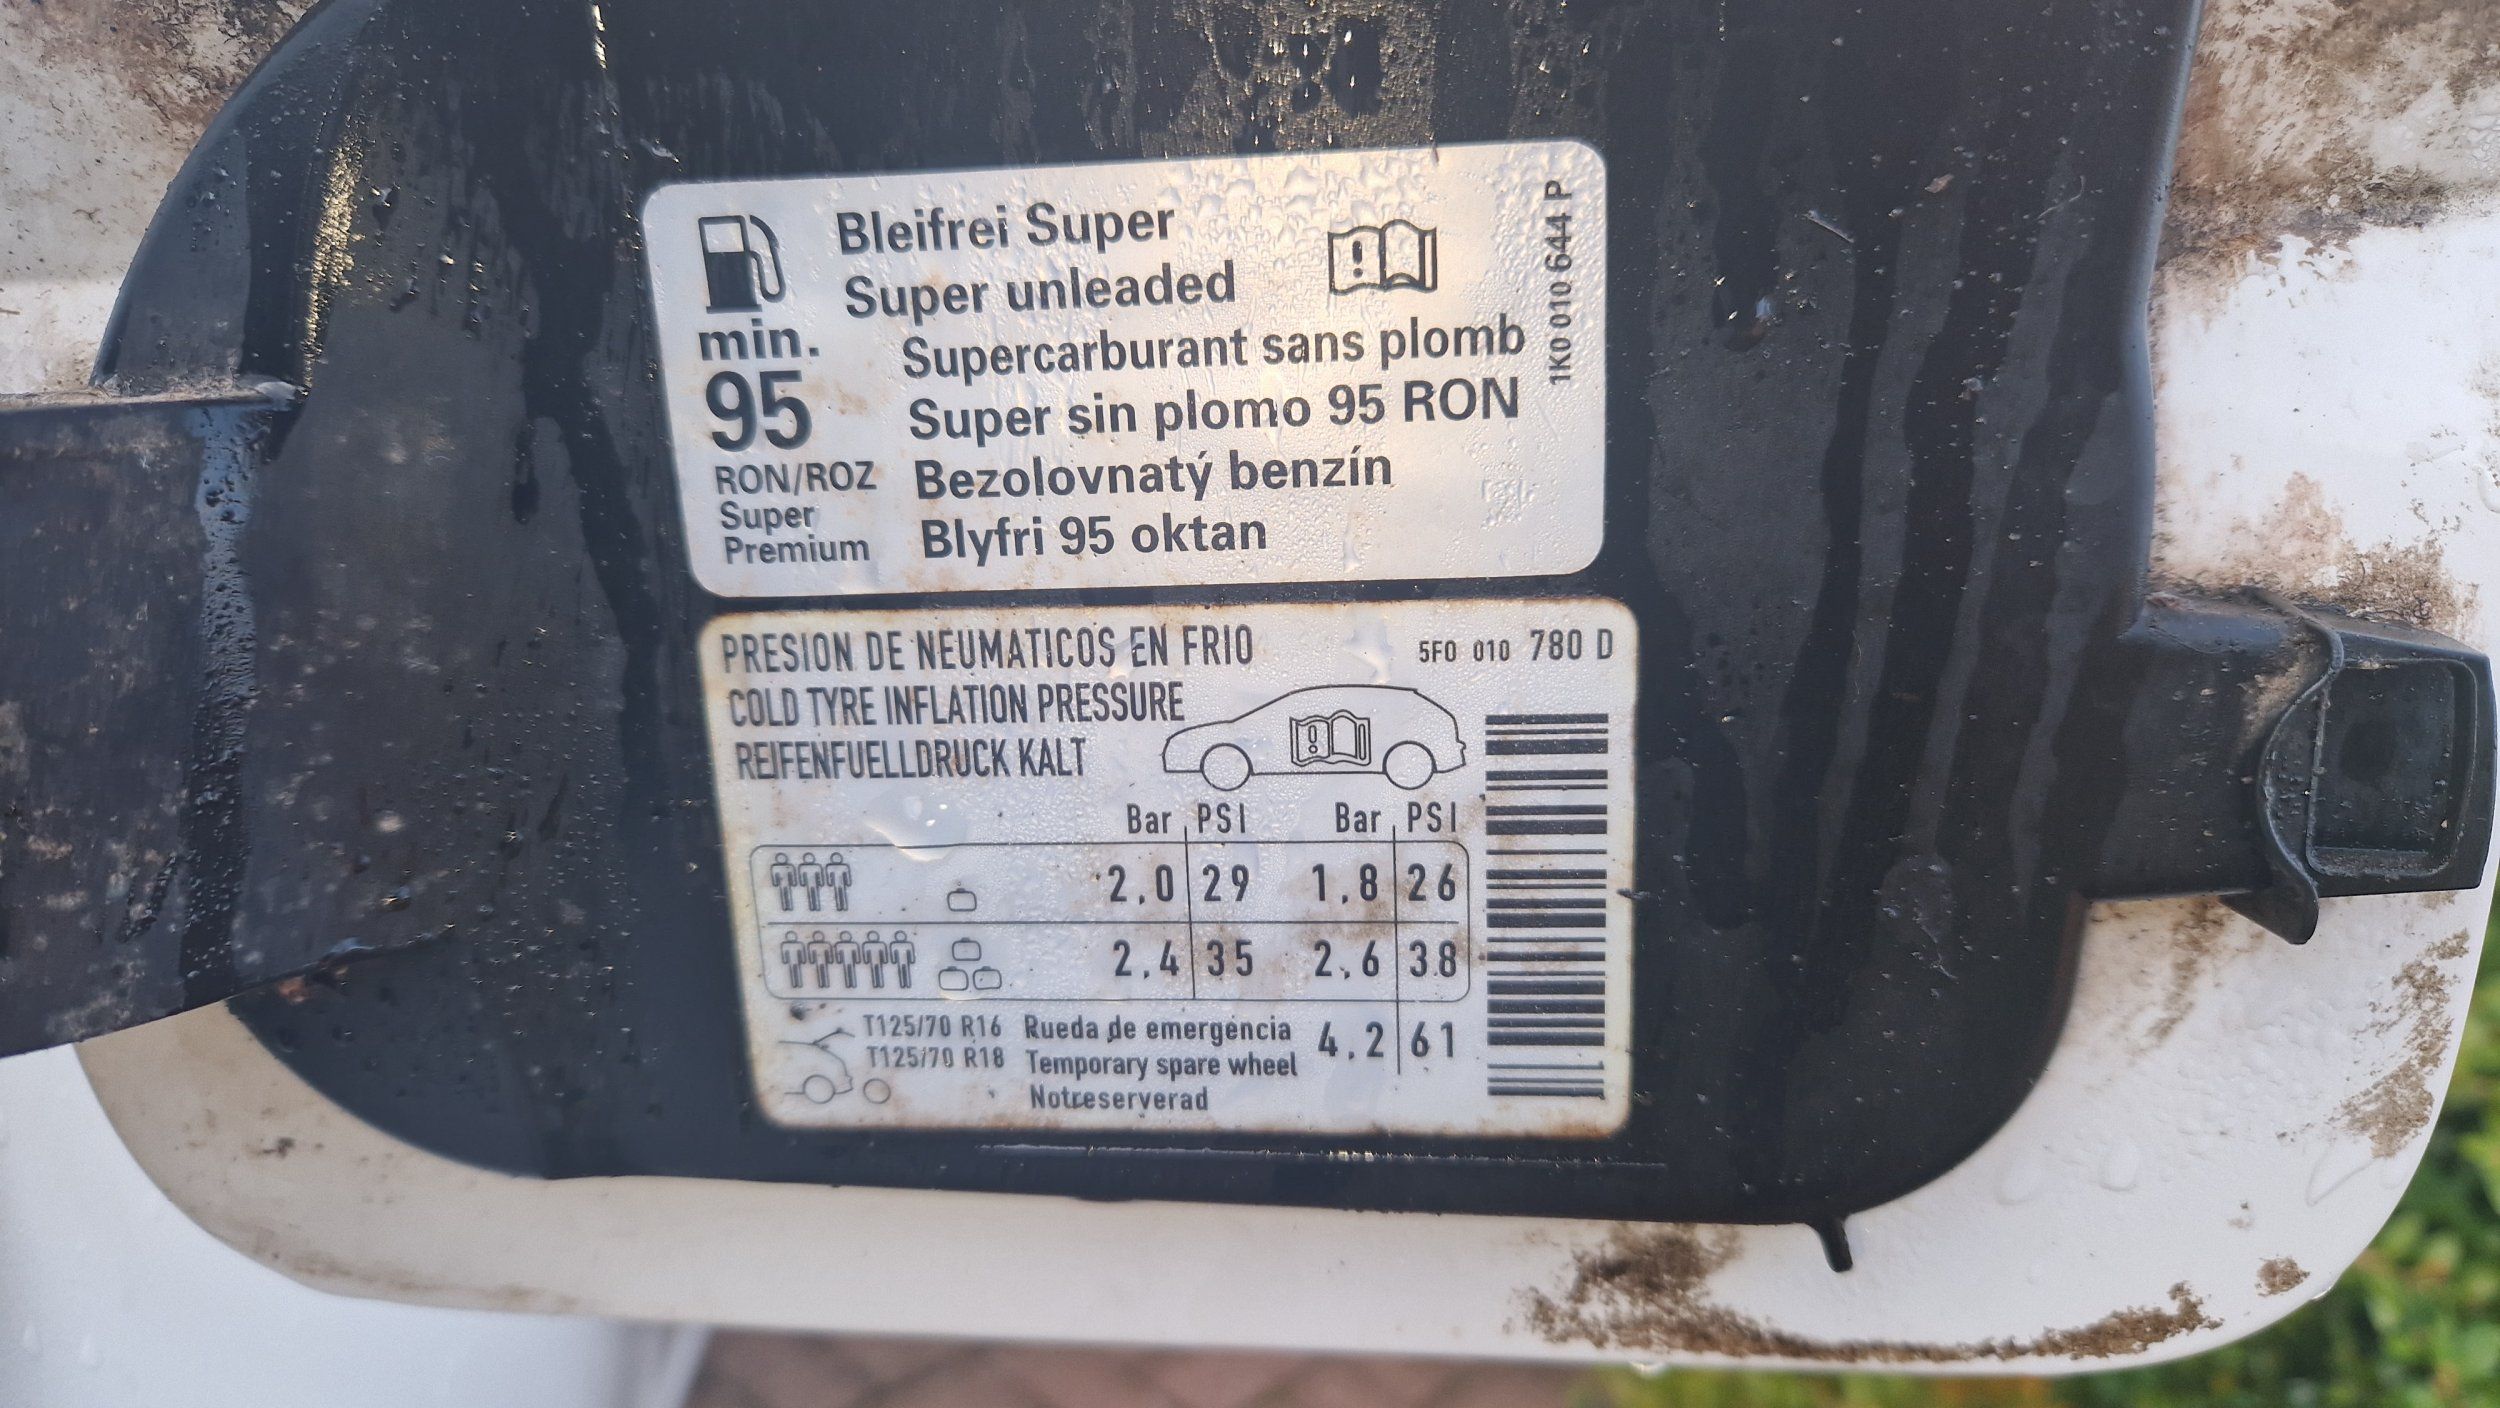 Bleifrei Super
Super unleaded
Supercarburant sans plomb
Super sin plomo 95 RON
Bezolovnatý benzín
Blyfri 95 oktan
min.
95
RON/ROZ
Super
Premium
1K0 010 644 P
PRESION DE NEUMATICOS EN FRIO
5F0 010 780 D
COLD TYRE INFLATION PRESSURE
REIFENFUELLDRUCK KALT
Bar PSI Bar PSI
2,0 29 1,8 26
2,4 35 2,6 38
T125/70 R16 Rueda de emergencia 4,2 61
T125/70 R18 Temporary spare wheel
Notreserverad